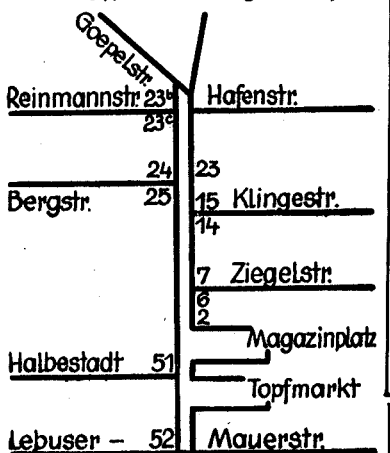 Goepelstr.
Reinmannstr. 23b Hafenstr.
23c
24 23
Bergstr. 25 15 Klingestr.
14
7 Ziegelstr.
6
2
Magazinplatz
Halbestadt 51
Topfmarkt
Lebuser – 52 Mauerstr.